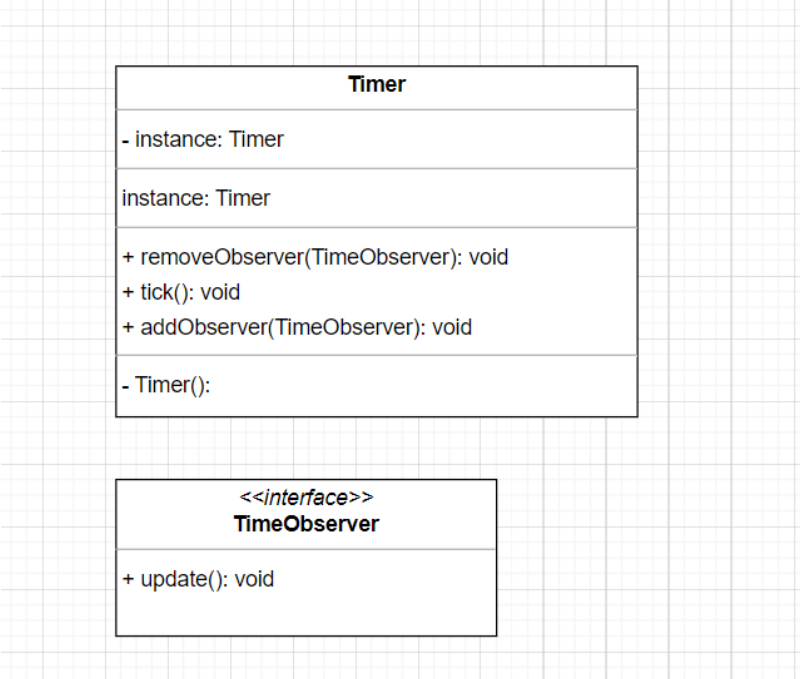 Timer
- instance: Timer
instance: Timer
+ removeObserver(TimeObserver): void
+ tick(): void
+ addObserver(TimeObserver): void
- Timer():
<<interface>>
TimeObserver
+ update(): void